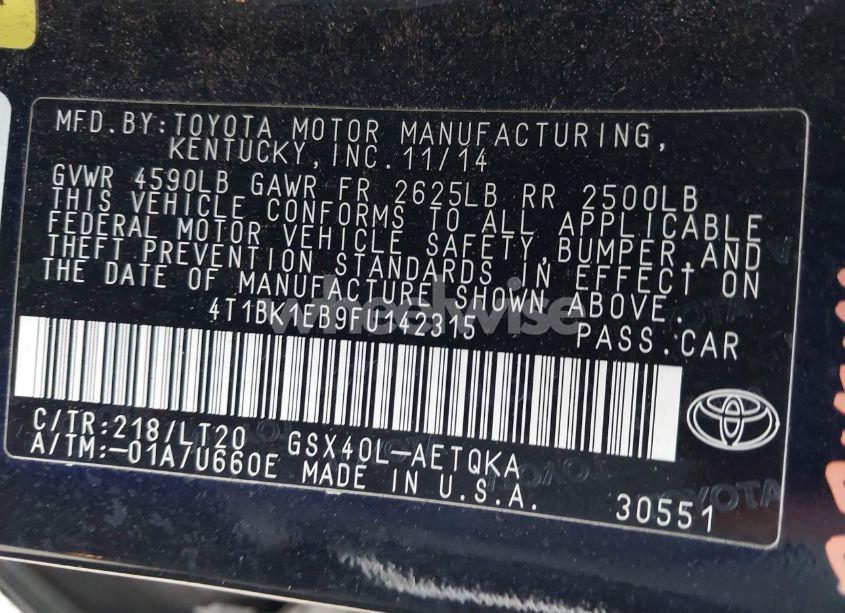 MFD.BY:TOYOTA MOTOR MANUFACTURING,
KENTUCKY, INC. 11/14
GVWR 4590LB GAWR FR 2625LB RR 2500LB
THIS VEHICLE CONFORMS TO ALL APPLICABLE
FEDERAL MOTOR VEHICLE SAFETY, BUMPER, AND
THEFT PREVENTION STANDARDS IN EFFECT ON
THE DATE OF MANUFACTURE SHOWN ABOVE.
wheelwise
4T1BK1EB9FU142315 PASS.CAR
C/TR:218/LT20 GSX40L-AETQKA
A/TM:-01A/U660E MADE IN U.S.A.
30551